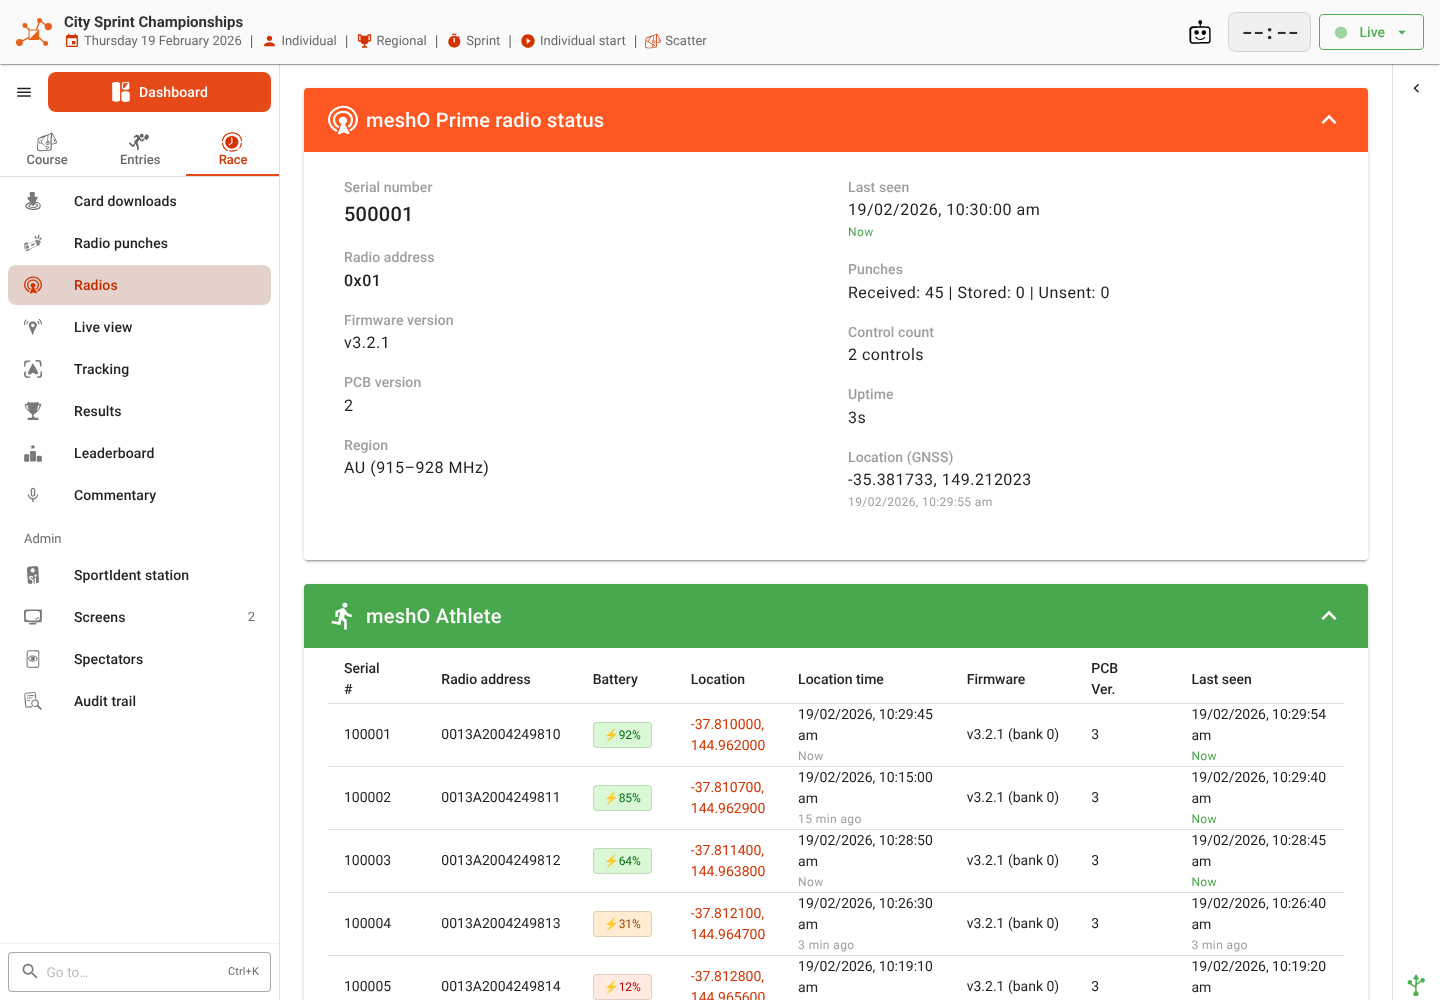 City Sprint Championships
Thursday 19 February 2026 | Individual | Regional | Sprint | Individual start | Scatter
--:--
Live
Dashboard
Course
Entries
Race
Card downloads
Radio punches
Radios
Live view
Tracking
Results
Leaderboard
Commentary
Admin
SportIdent station
Screens 2
Spectators
Audit trail
Go to... Ctrl+K
meshO Prime radio status
Serial number
500001
Radio address
0x01
Firmware version
v3.2.1
PCB version
2
Region
AU (915–928 MHz)
Last seen
19/02/2026, 10:30:00 am
Now
Punches
Received: 45 | Stored: 0 | Unsent: 0
Control count
2 controls
Uptime
3s
Location (GNSS)
-35.381733, 149.212023
19/02/2026, 10:29:55 am
meshO Athlete
Serial # Radio address Battery Location Location time Firmware PCB Ver. Last seen
100001 0013A2004249810 ⚡92% -37.810000, 144.962000 19/02/2026, 10:29:45 am Now v3.2.1 (bank 0) 3 19/02/2026, 10:29:54 am Now
100002 0013A2004249811 ⚡85% -37.810700, 144.962900 19/02/2026, 10:15:00 am 15 min ago v3.2.1 (bank 0) 3 19/02/2026, 10:29:40 am Now
100003 0013A2004249812 ⚡64% -37.811400, 144.963800 19/02/2026, 10:28:50 am Now v3.2.1 (bank 0) 3 19/02/2026, 10:28:45 am Now
100004 0013A2004249813 ⚡31% -37.812100, 144.964700 19/02/2026, 10:26:30 am 3 min ago v3.2.1 (bank 0) 3 19/02/2026, 10:26:40 am 3 min ago
100005 0013A2004249814 ⚡12% -37.812800, 144.965600 19/02/2026, 10:19:10 am v3.2.1 (bank 0) 3 19/02/2026, 10:19:20 am